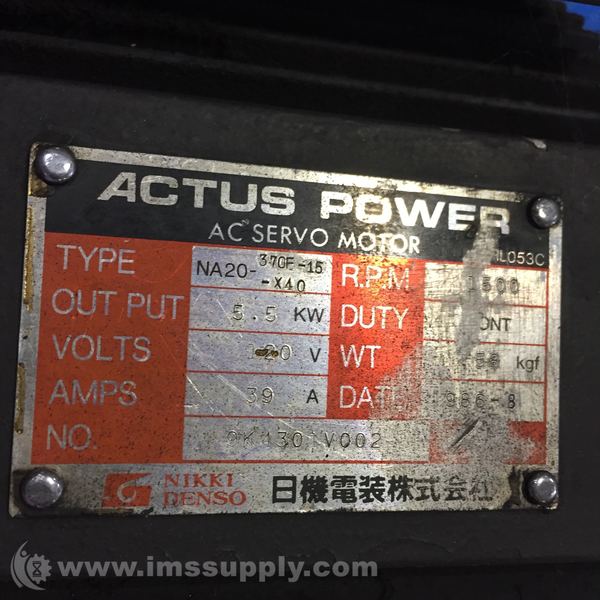 ACTUS POWER
AC SERVO MOTOR
1L053C
TYPE NA20-370F-15-X40 R.P.M 1500
OUT PUT 5.5 KW DUTY
VOLTS V WT kgf
AMPS 39 A DATE
NO.
NIKKI DENSO 日機電装株式会社
www.imssupply.com